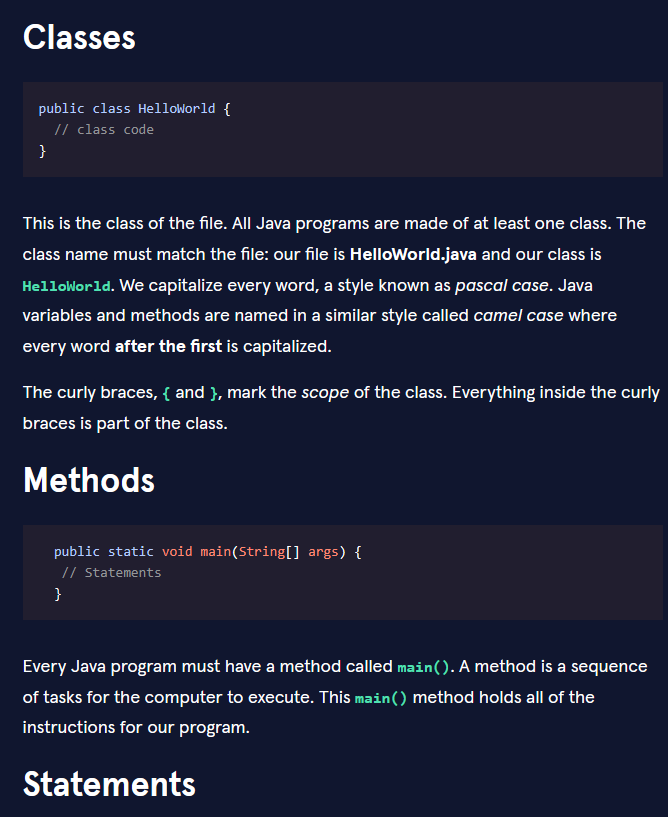 Classes
public class HelloWorld {
// class code
}
This is the class of the file. All Java programs are made of at least one class. The
class name must match the file: our file is HelloWorld.java and our class is
HelloWorld. We capitalize every word, a style known as pascal case. Java
variables and methods are named in a similar style called camel case where
every word after the first is capitalized.
The curly braces, { and }, mark the scope of the class. Everything inside the curly
braces is part of the class.
Methods
public static void main(String[] args) {
// Statements
}
Every Java program must have a method called main(). A method is a sequence
of tasks for the computer to execute. This main() method holds all of the
instructions for our program.
Statements